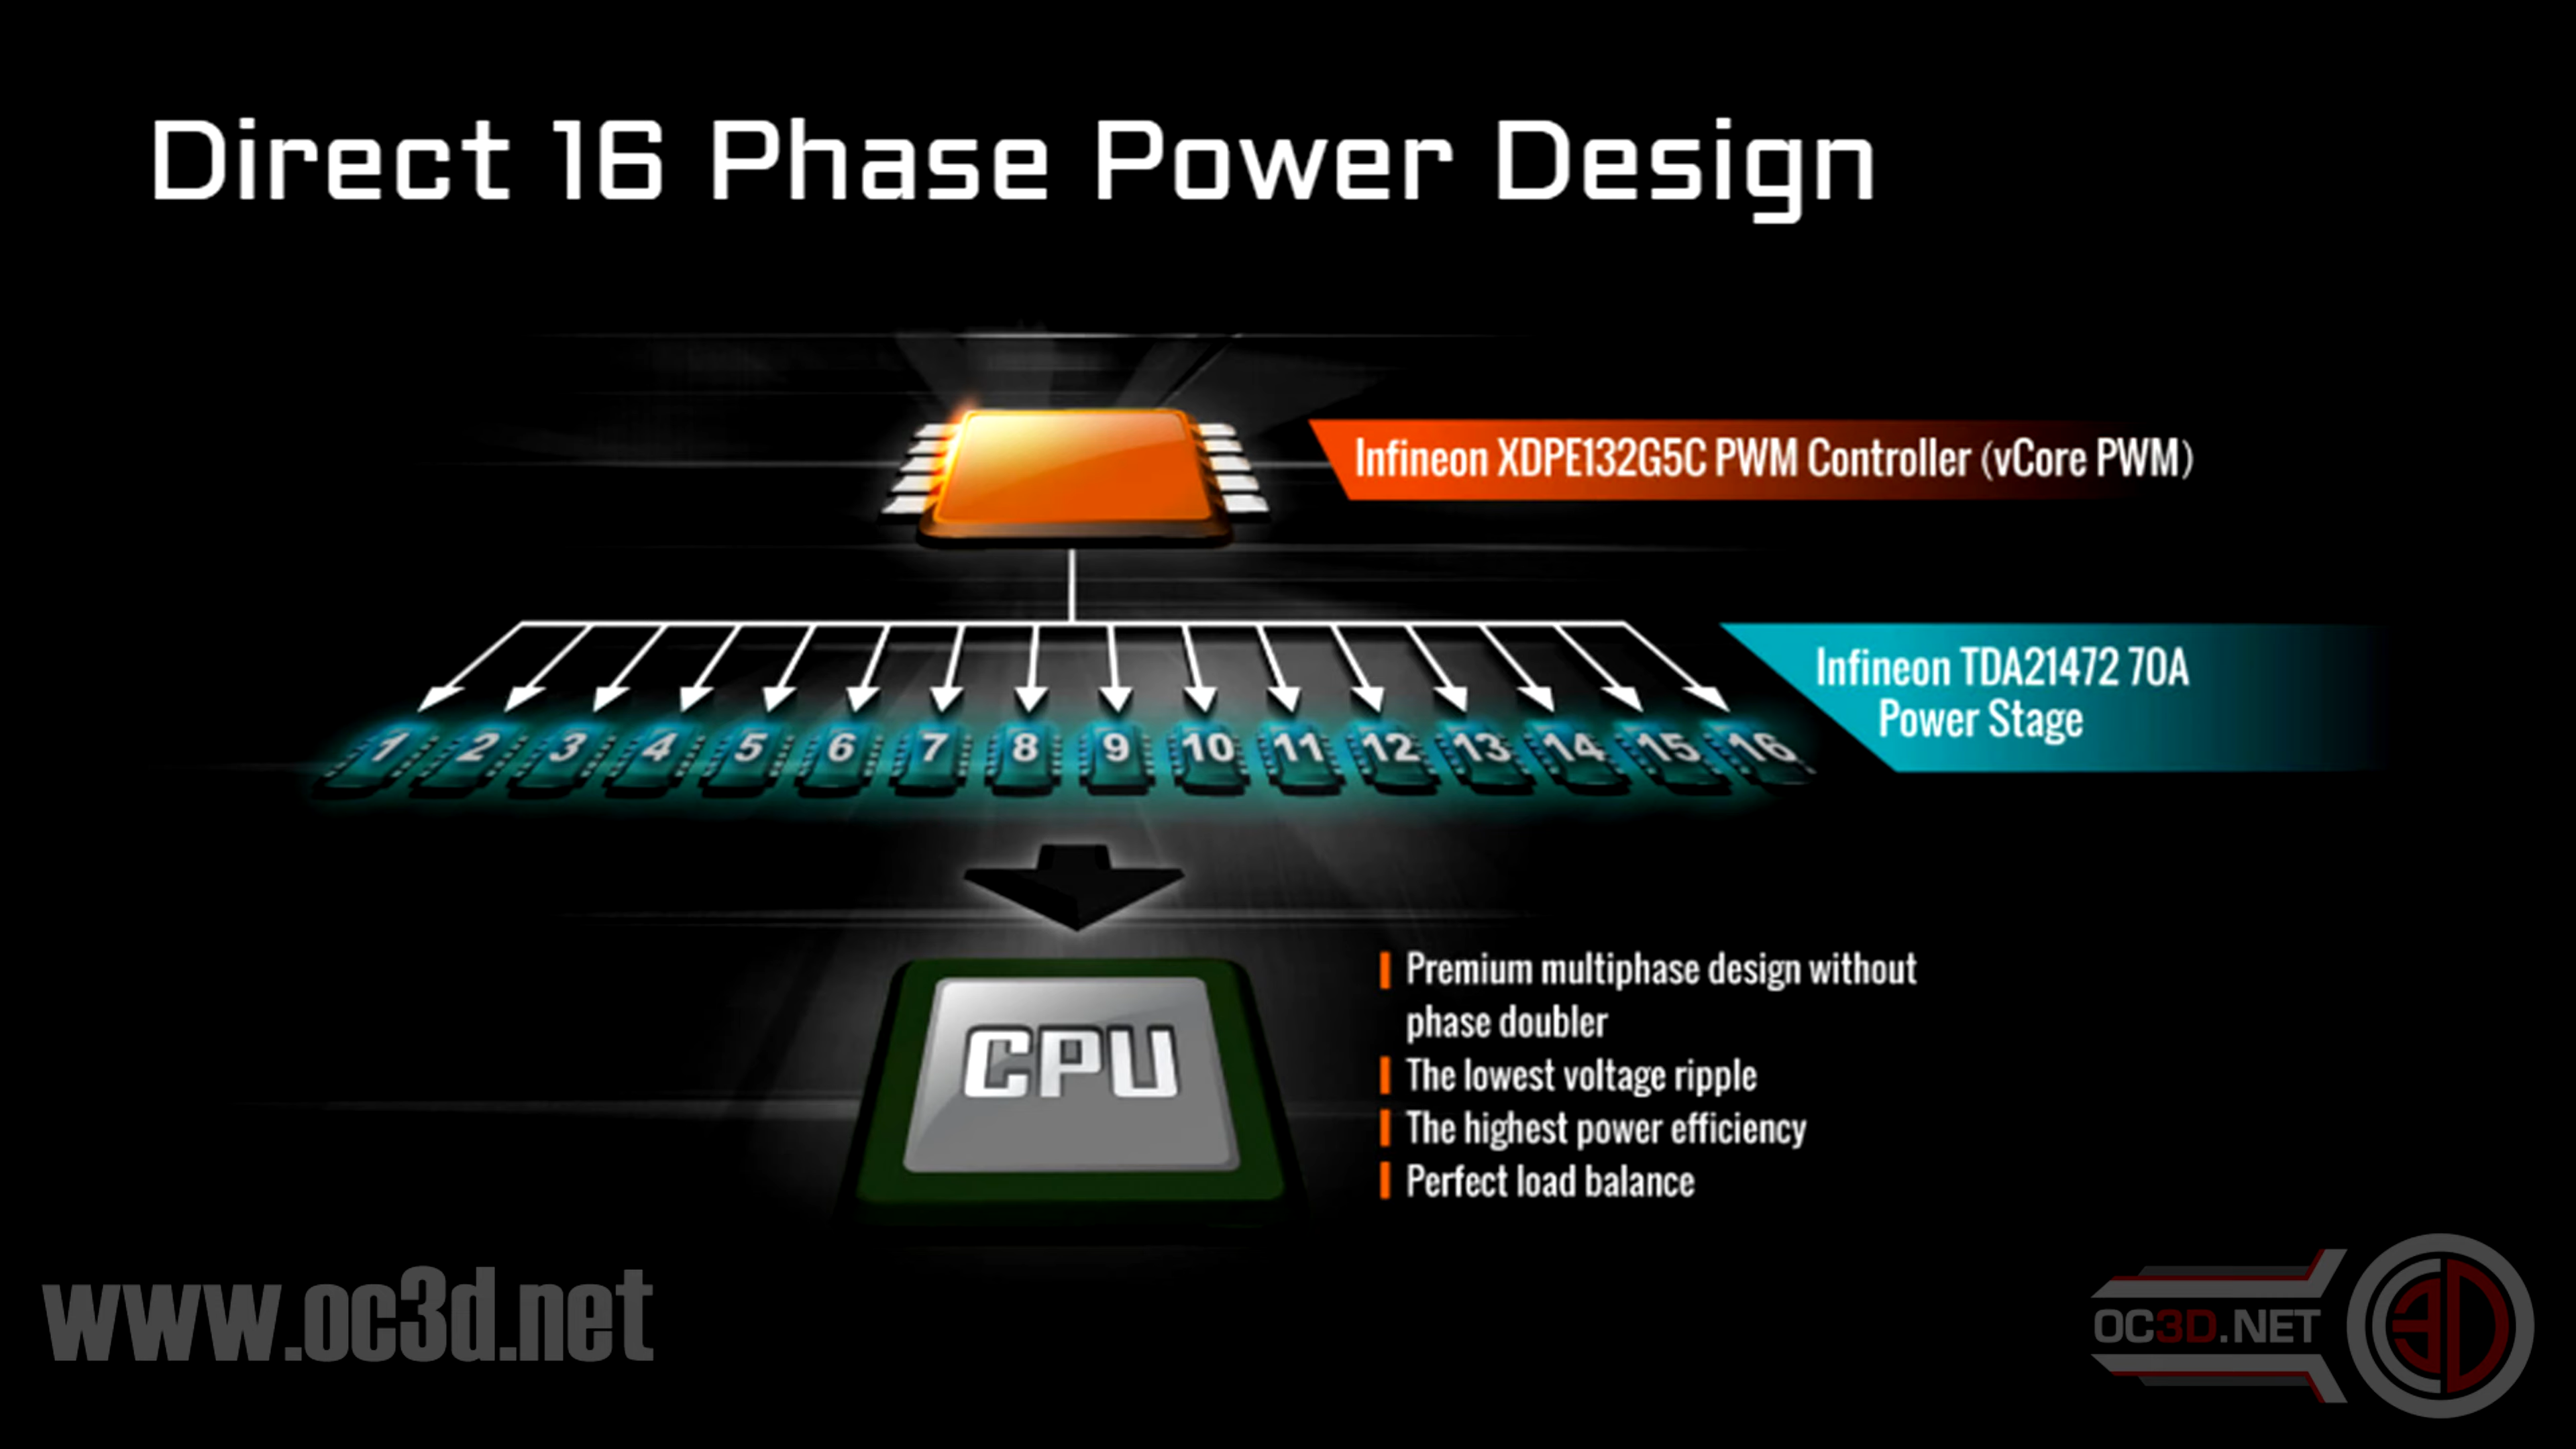 Direct 16 Phase Power Design
Infineon XDPE132G5C PWM Controller (vCore PWM)
Infineon TDA21472 70A
Power Stage
1 2 3 4 5 6 7 8 9 10 11 12 13 14 15 16
CPU
Premium multiphase design without
phase doubler
The lowest voltage ripple
The highest power efficiency
Perfect load balance
www.oc3d.net
OC3D.NET
3D